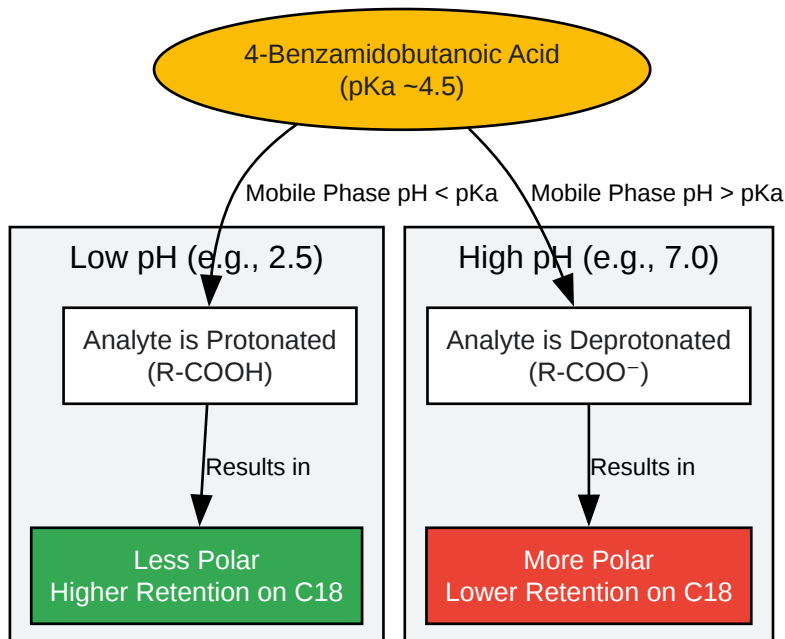 4-Benzamidobutanoic Acid
(pKa ~4.5)
Mobile Phase pH < pKa
Mobile Phase pH > pKa
Low pH (e.g., 2.5)
High pH (e.g., 7.0)
Analyte is Protonated
(R-COOH)
Analyte is Deprotonated
(R-COO⁻)
Results in
Results in
Less Polar
Higher Retention on C18
More Polar
Lower Retention on C18